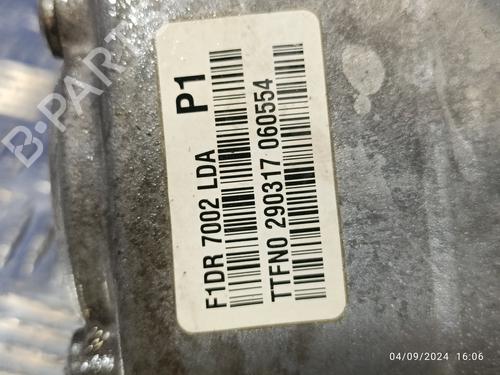 P1
F1DR 7002 LDA
TTFN0 290317 060554
B-PARTS
04/09/2024 16:06